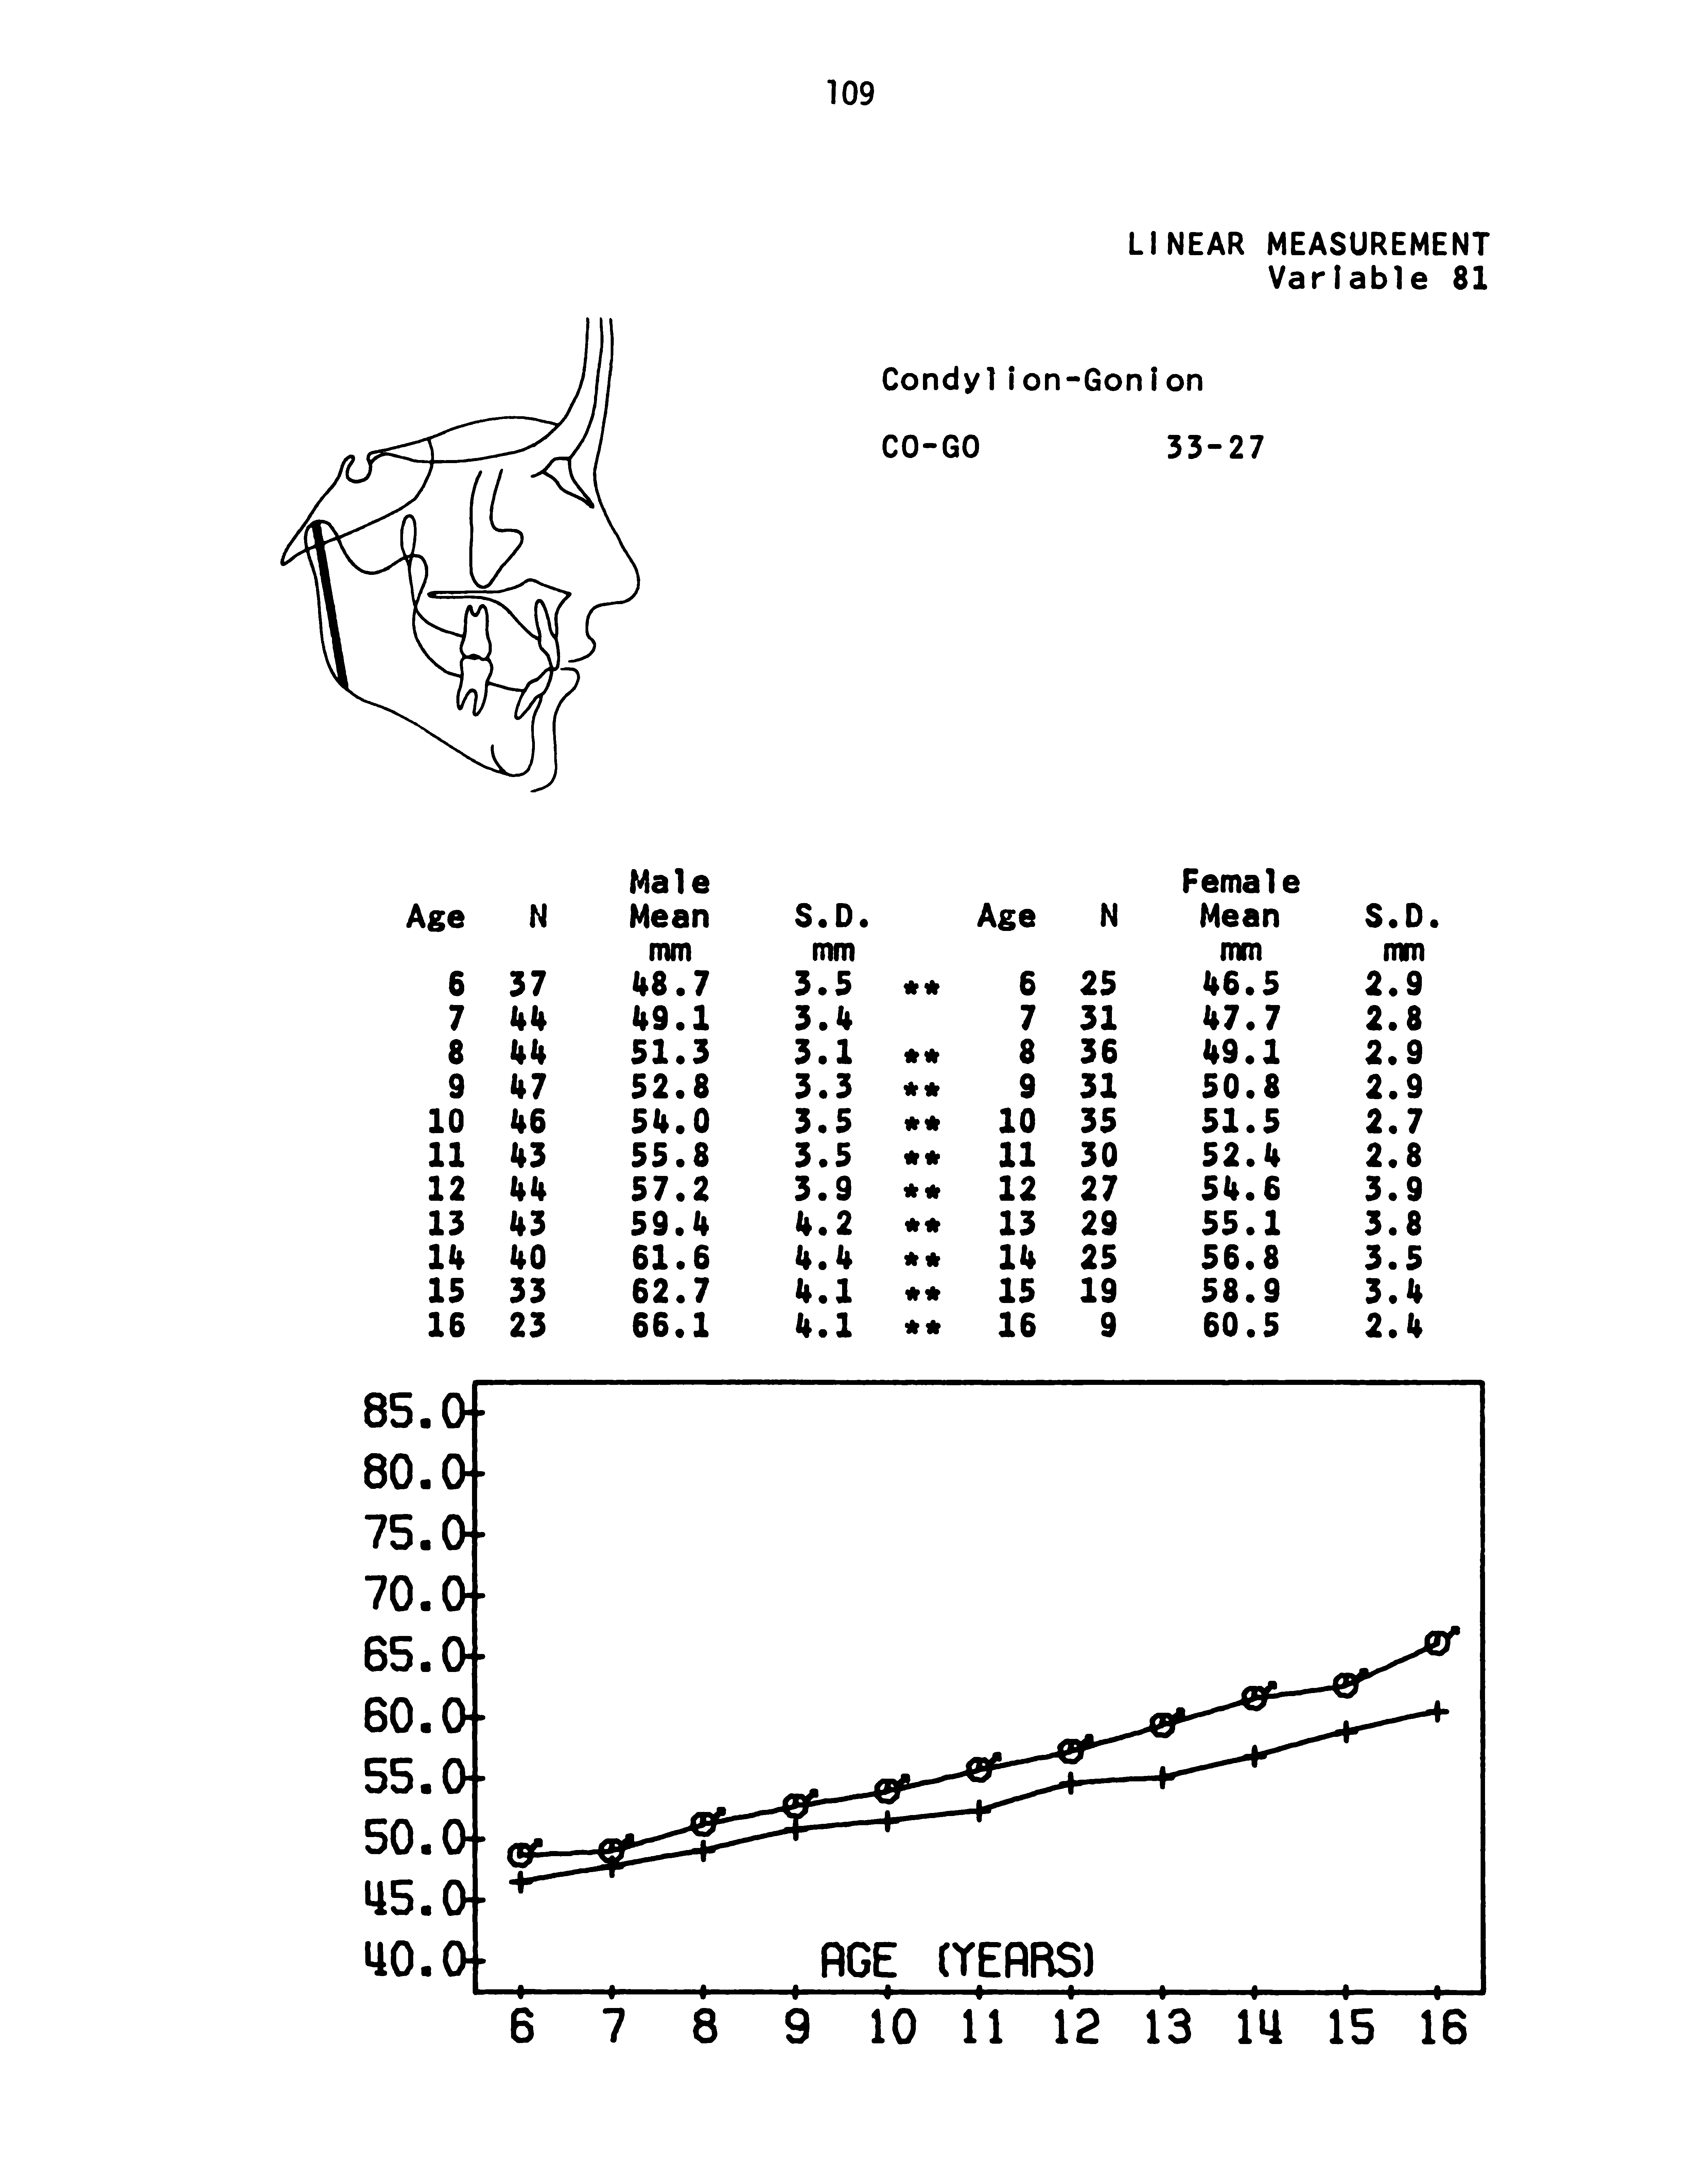 109
LINEAR MEASUREMENT
Variable 81
Condylion-Gonion
CO-GO 33-27
Male Female
Age N Mean S.D. Age N Mean S.D.
mm mm mm mm
6 37 48.7 3.5 ** 6 25 46.5 2.9
7 44 49.1 3.4 7 31 47.7 2.8
8 44 51.3 3.1 ** 8 36 49.1 2.9
9 47 52.8 3.3 ** 9 31 50.8 2.9
10 46 54.0 3.5 ** 10 35 51.5 2.7
11 43 55.8 3.5 ** 11 30 52.4 2.8
12 44 57.2 3.9 ** 12 27 54.6 3.9
13 43 59.4 4.2 ** 13 29 55.1 3.8
14 40 61.6 4.4 ** 14 25 56.8 3.5
15 33 62.7 4.1 ** 15 19 58.9 3.4
16 23 66.1 4.1 ** 16 9 60.5 2.4
85.0
80.0
75.0
70.0
65.0
60.0
55.0
50.0
45.0
40.0
AGE (YEARS)
6 7 8 9 10 11 12 13 14 15 16